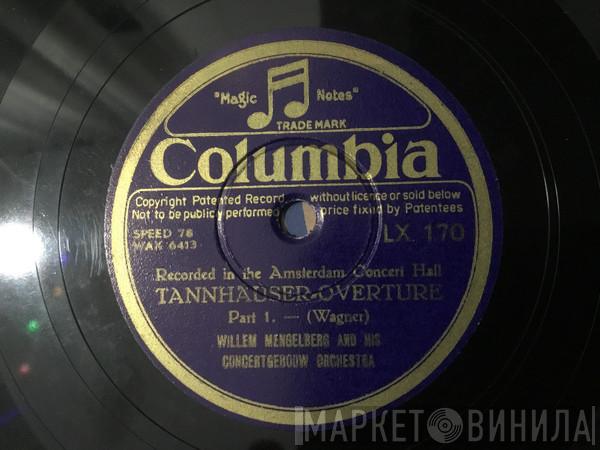 "Magic Notes"
TRADE MARK
Columbia
Copyright Patented Record without licence or sold below
Not to be publicly performed price fixed by Patentees
SPEED 78
WAX 6413
LX. 170
Recorded in the Amsterdam Concert Hall
TANNHAUSER-OVERTURE
Part 1. — (Wagner)
WILLEM MENGELBERG AND HIS
CONCERTGEBOUW ORCHESTRA
МАРКЕТ ВИНИЛА